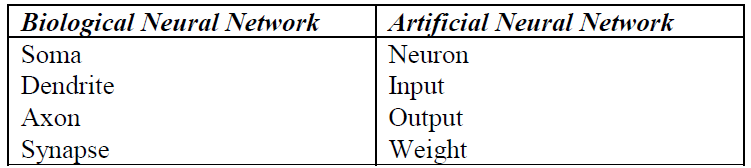 Biological Neural Network Artificial Neural Network
Soma Neuron
Dendrite Input
Axon Output
Synapse Weight